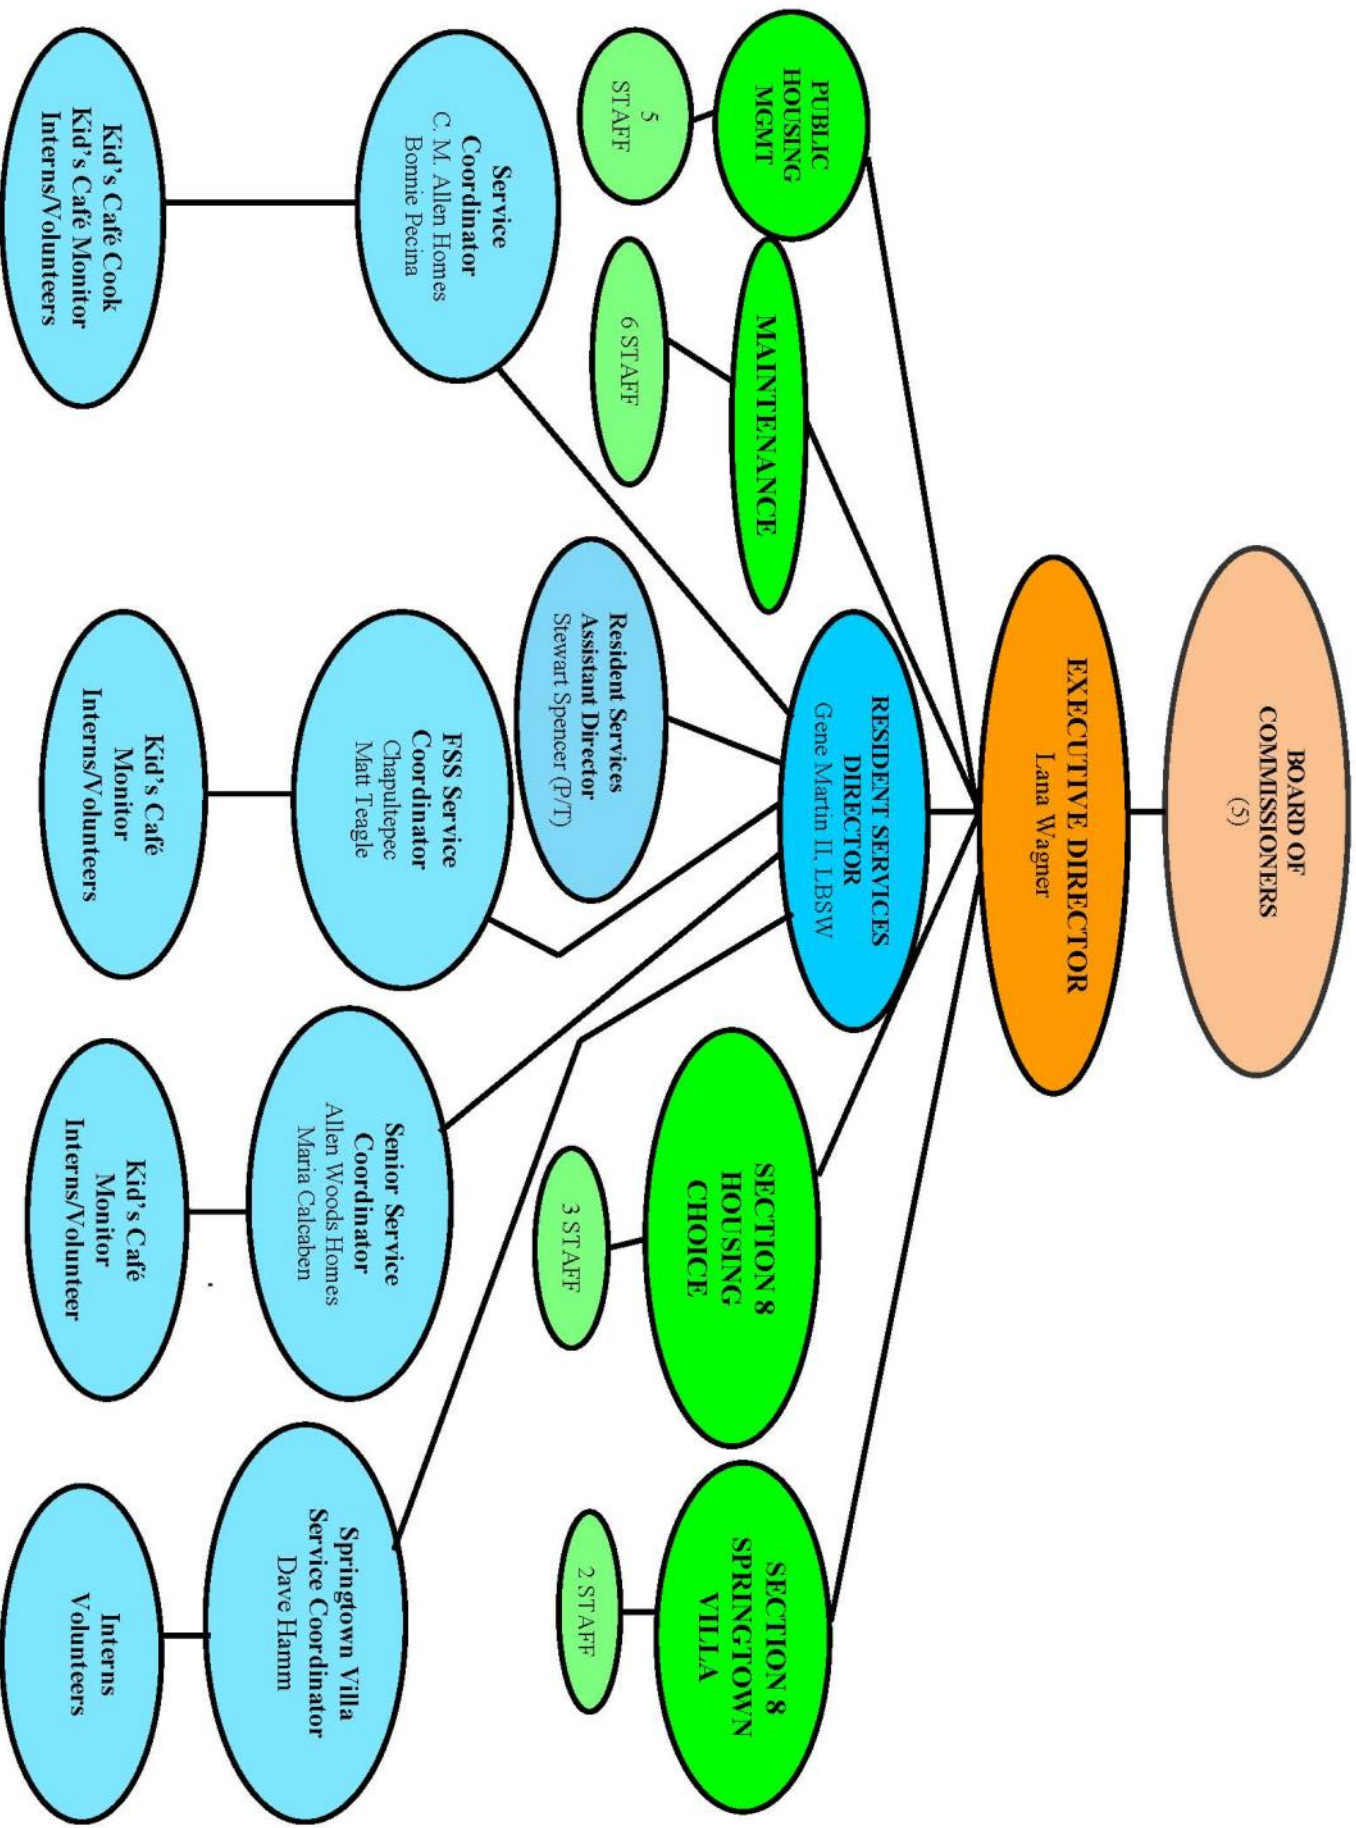 BOARD OF
COMMISSIONERS
(5)
EXECUTIVE DIRECTOR
Lana Wagner
PUBLIC
HOUSING
MGMT
5
STAFF
MAINTENANCE
6 STAFF
RESIDENT SERVICES
DIRECTOR
Gene Martin II, LBSW
SECTION 8
HOUSING
CHOICE
3 STAFF
SECTION 8
SPRINGTOWN
VILLA
2 STAFF
Resident Services
Assistant Director
Stewart Spencer (P/T)
Service
Coordinator
C. M. Allen Homes
Bonnie Pecina
FSS Service
Coordinator
Chapultepec
Matt Teagle
Senior Service
Coordinator
Allen Woods Homes
Maria Calcaben
Springtown Villa
Service Coordinator
Dave Hamm
Kid's Café Cook
Kid's Café Monitor
Interns/Volunteers
Kid's Café
Monitor
Interns/Volunteers
Kid's Café
Monitor
Interns/Volunteer
Interns
Volunteers